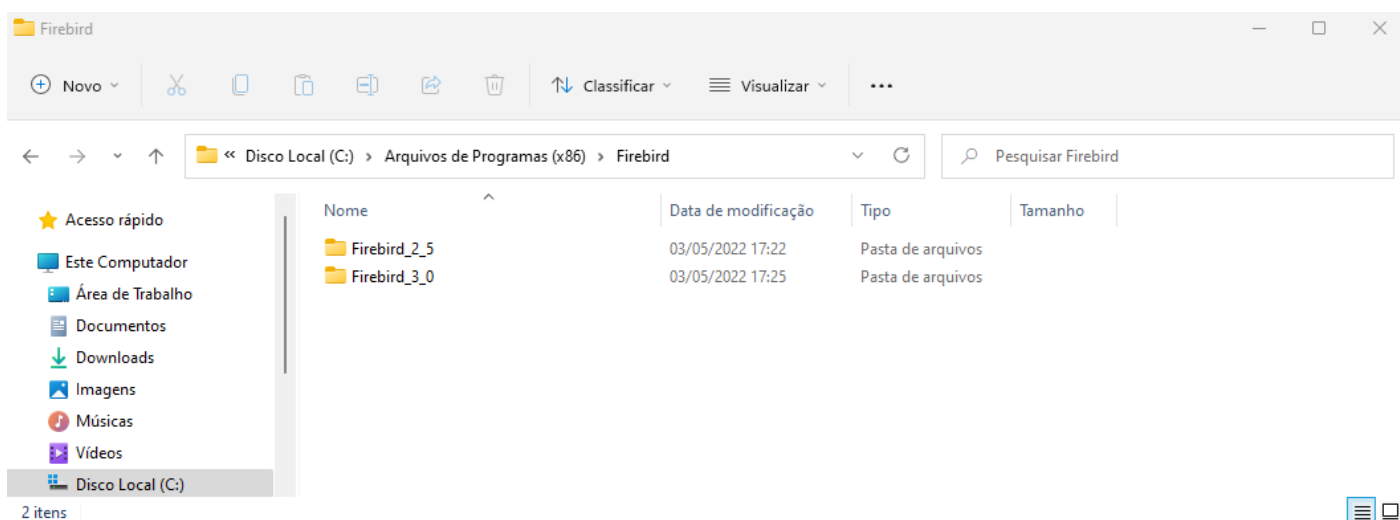 Firebird
Novo Classificar Visualizar
« Disco Local (C:) > Arquivos de Programas (x86) > Firebird Pesquisar Firebird
Acesso rápido
Este Computador
Área de Trabalho
Documentos
Downloads
Imagens
Músicas
Vídeos
Disco Local (C:)
Nome Data de modificação Tipo Tamanho
Firebird_2_5 03/05/2022 17:22 Pasta de arquivos
Firebird_3_0 03/05/2022 17:25 Pasta de arquivos
2 itens